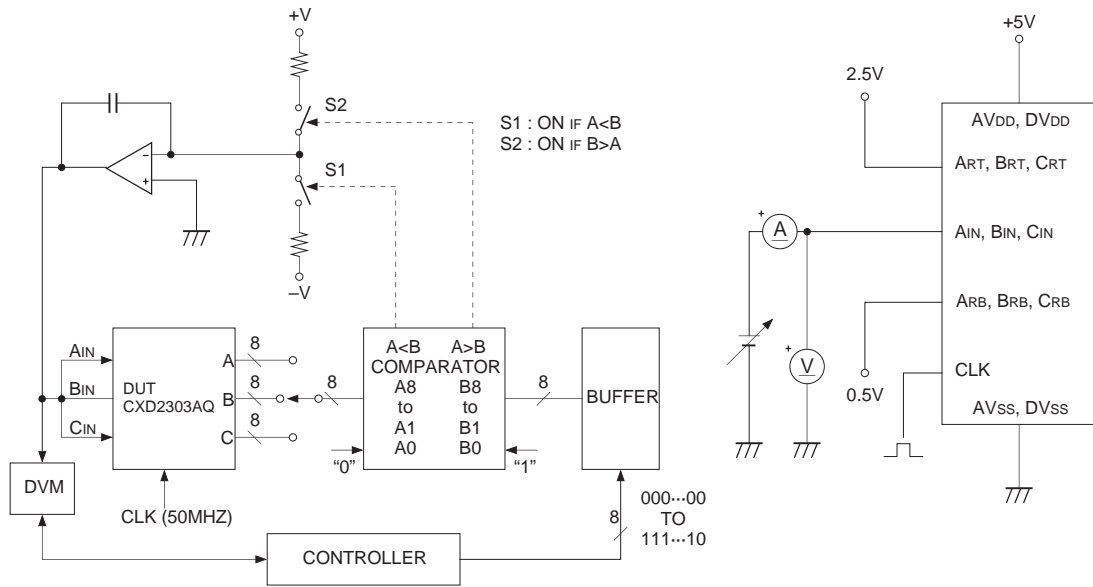 +V
S2
S1 : ON IF A<B
S2 : ON IF B>A
–
+
S1
–V
AIN
BIN
CIN
DUT
CXD2303AQ
A
B
C
8
8
8
8
A<B A>B
COMPARATOR
A8 B8
to to
A1 B1
A0 B0
"0"
"1"
8
BUFFER
DVM
CLK (50MHZ)
CONTROLLER
8
000···00
TO
111···10
+5V
2.5V
AVDD, DVDD
ART, BRT, CRT
+
A
AIN, BIN, CIN
ARB, BRB, CRB
+
V
0.5V
CLK
AVSS, DVSS